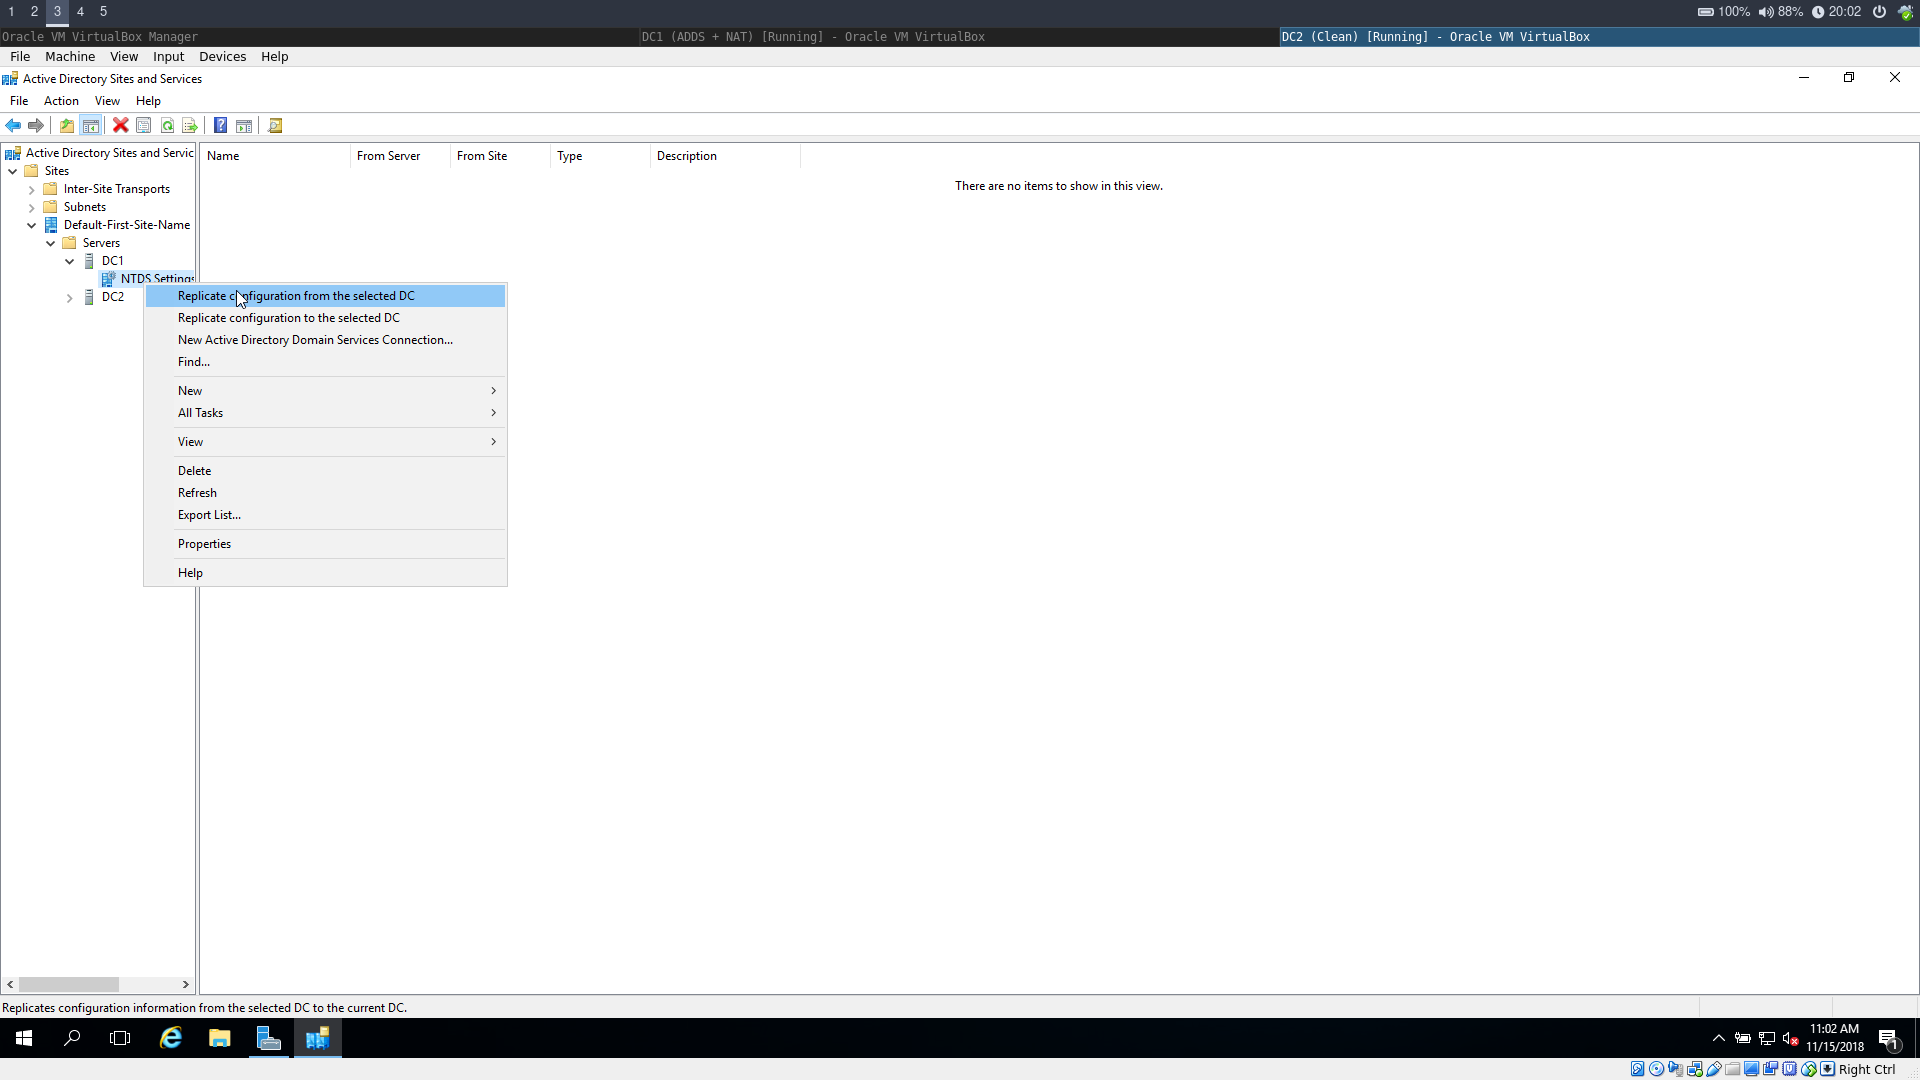 1 2 3 4 5 100% 88% 20:02
Oracle VM VirtualBox Manager DC1 (ADDS + NAT) [Running] - Oracle VM VirtualBox DC2 (Clean) [Running] - Oracle VM VirtualBox
File Machine View Input Devices Help
Active Directory Sites and Services
File Action View Help
Active Directory Sites and Servic
Sites
Inter-Site Transports
Subnets
Default-First-Site-Name
Servers
DC1
NTDS Settings
DC2
Name From Server From Site Type Description
There are no items to show in this view.
Replicate configuration from the selected DC
Replicate configuration to the selected DC
New Active Directory Domain Services Connection...
Find...
New
All Tasks
View
Delete
Refresh
Export List...
Properties
Help
Replicates configuration information from the selected DC to the current DC.
11:02 AM
11/15/2018
1
Right Ctrl